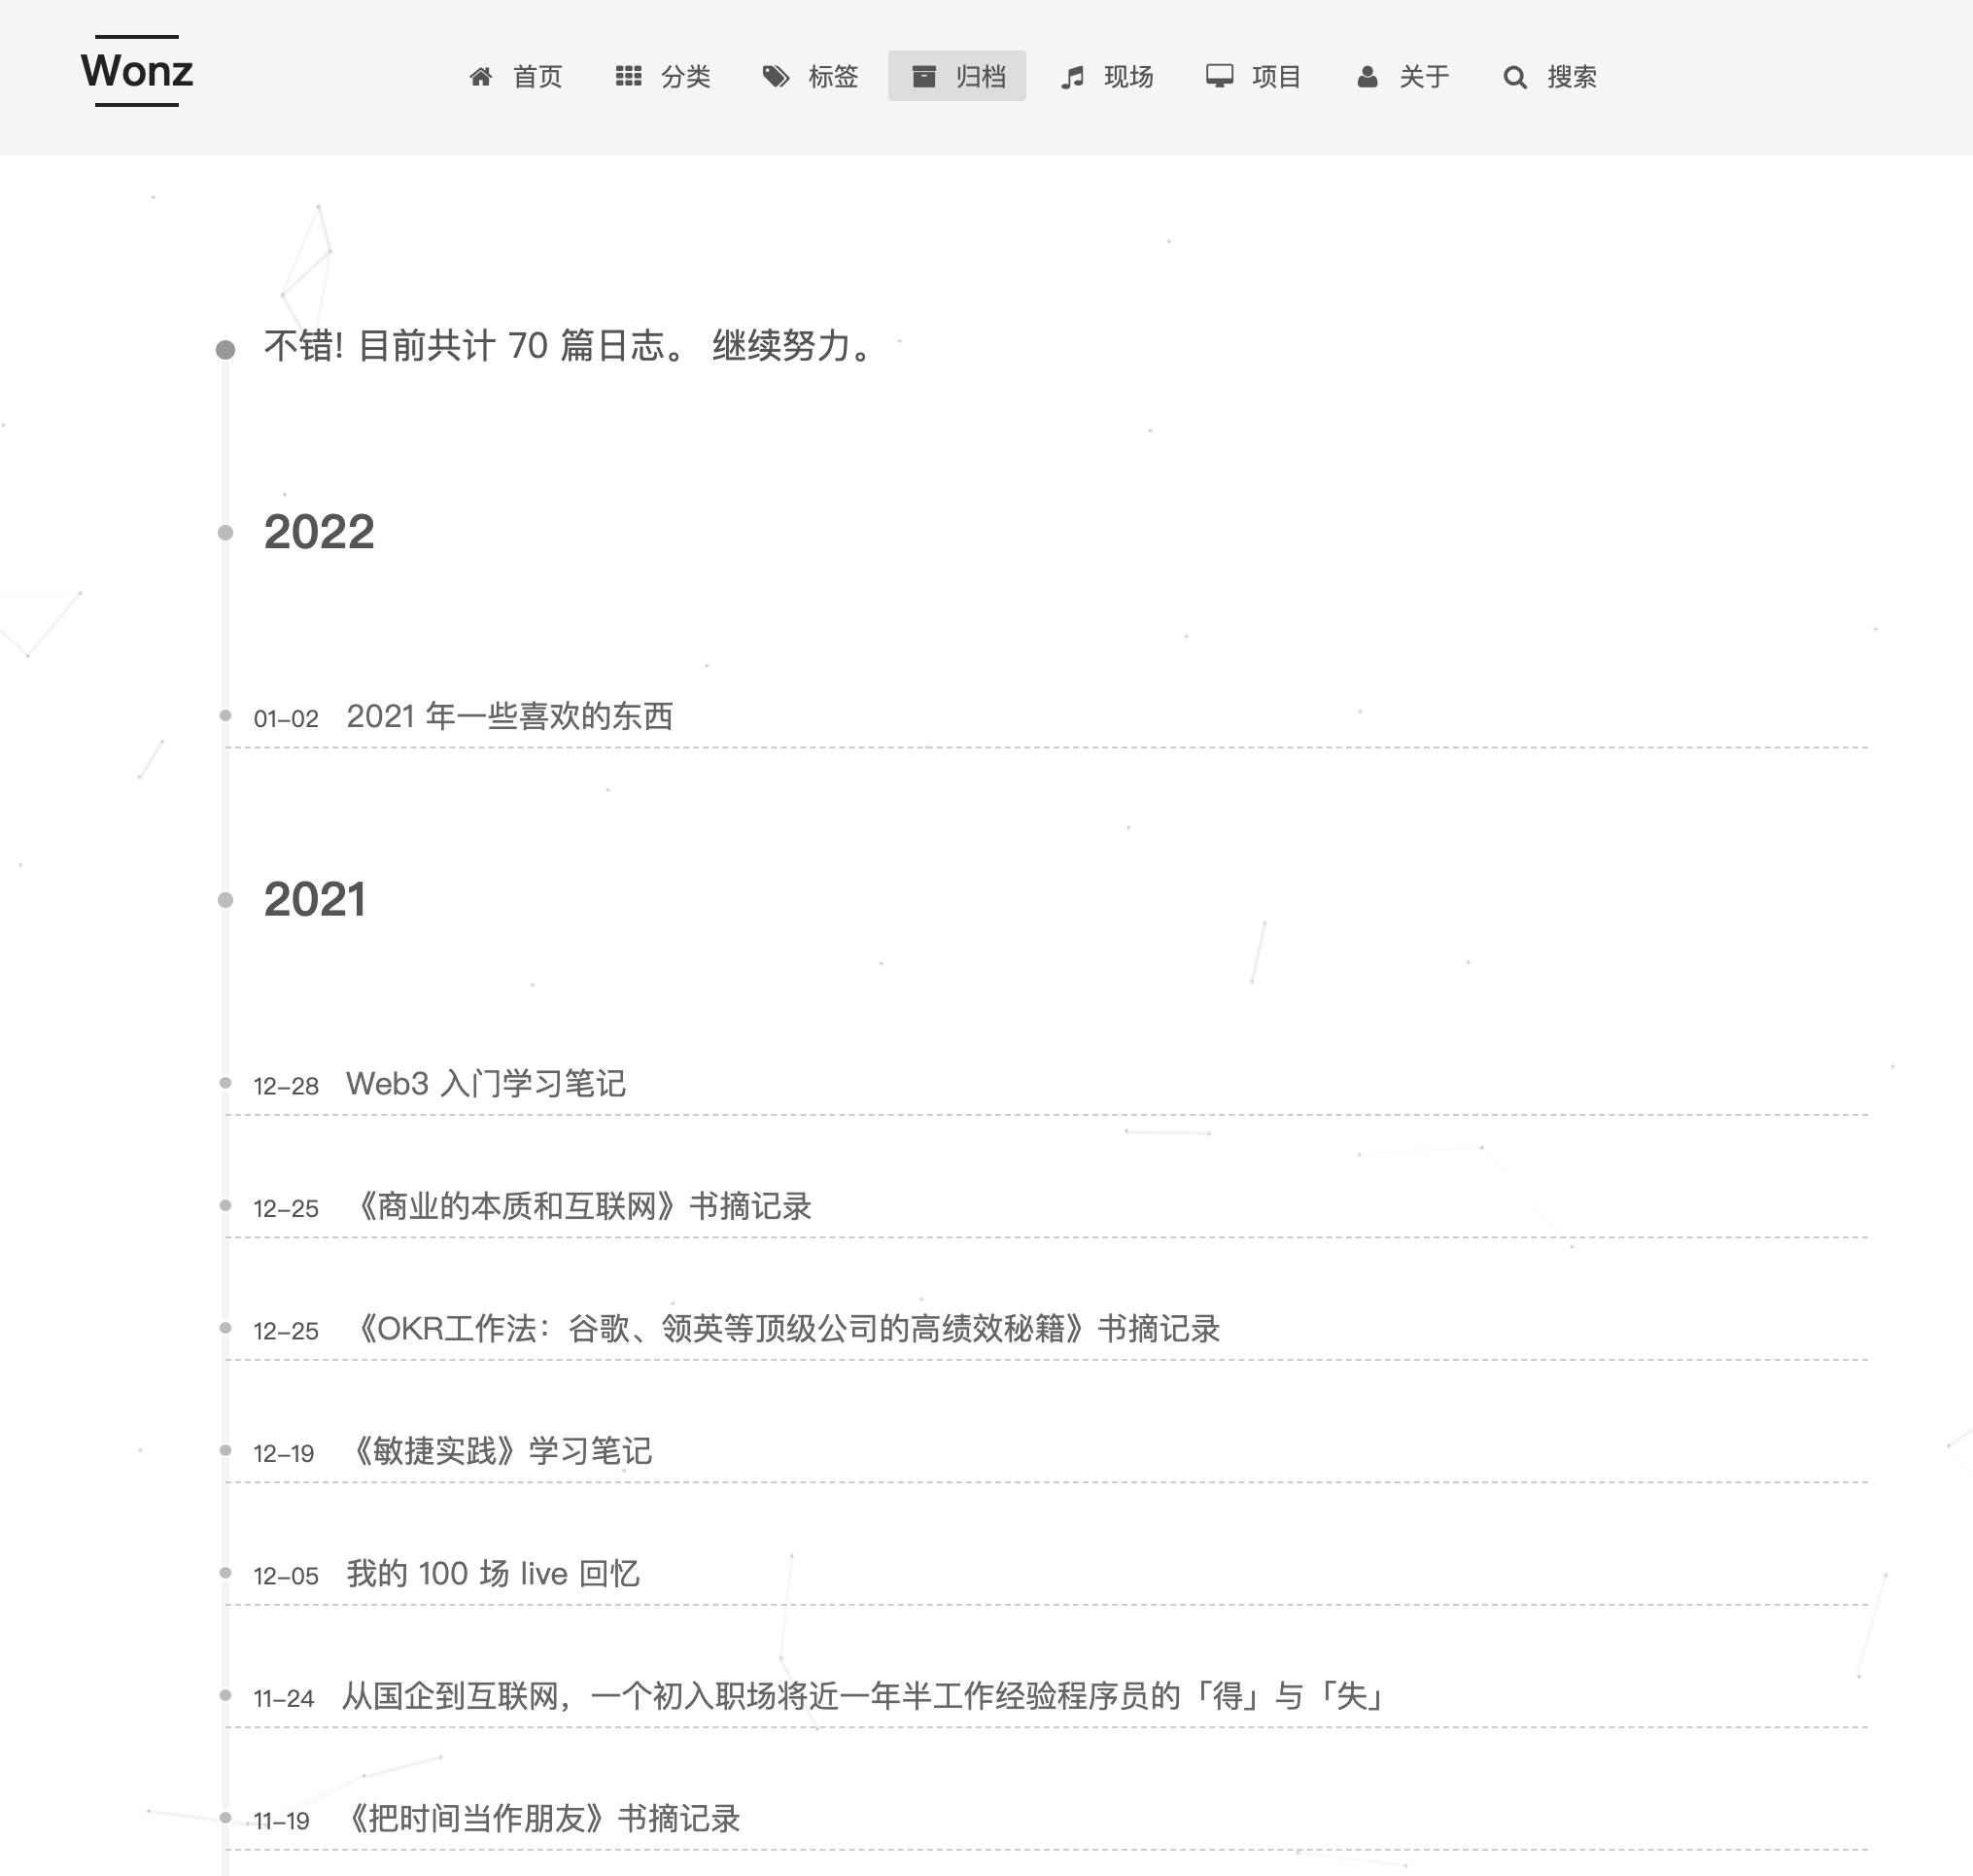 Wonz
首页 分类 标签 归档 现场 项目 关于 搜索
不错! 目前共计 70 篇日志。 继续努力。
2022
01-02 2021 年一些喜欢的东西
2021
12-28 Web3 入门学习笔记
12-25 《商业的本质和互联网》书摘记录
12-25 《OKR工作法：谷歌、领英等顶级公司的高绩效秘籍》书摘记录
12-19 《敏捷实践》学习笔记
12-05 我的 100 场 live 回忆
11-24 从国企到互联网，一个初入职场将近一年半工作经验程序员的「得」与「失」
11-19 《把时间当作朋友》书摘记录